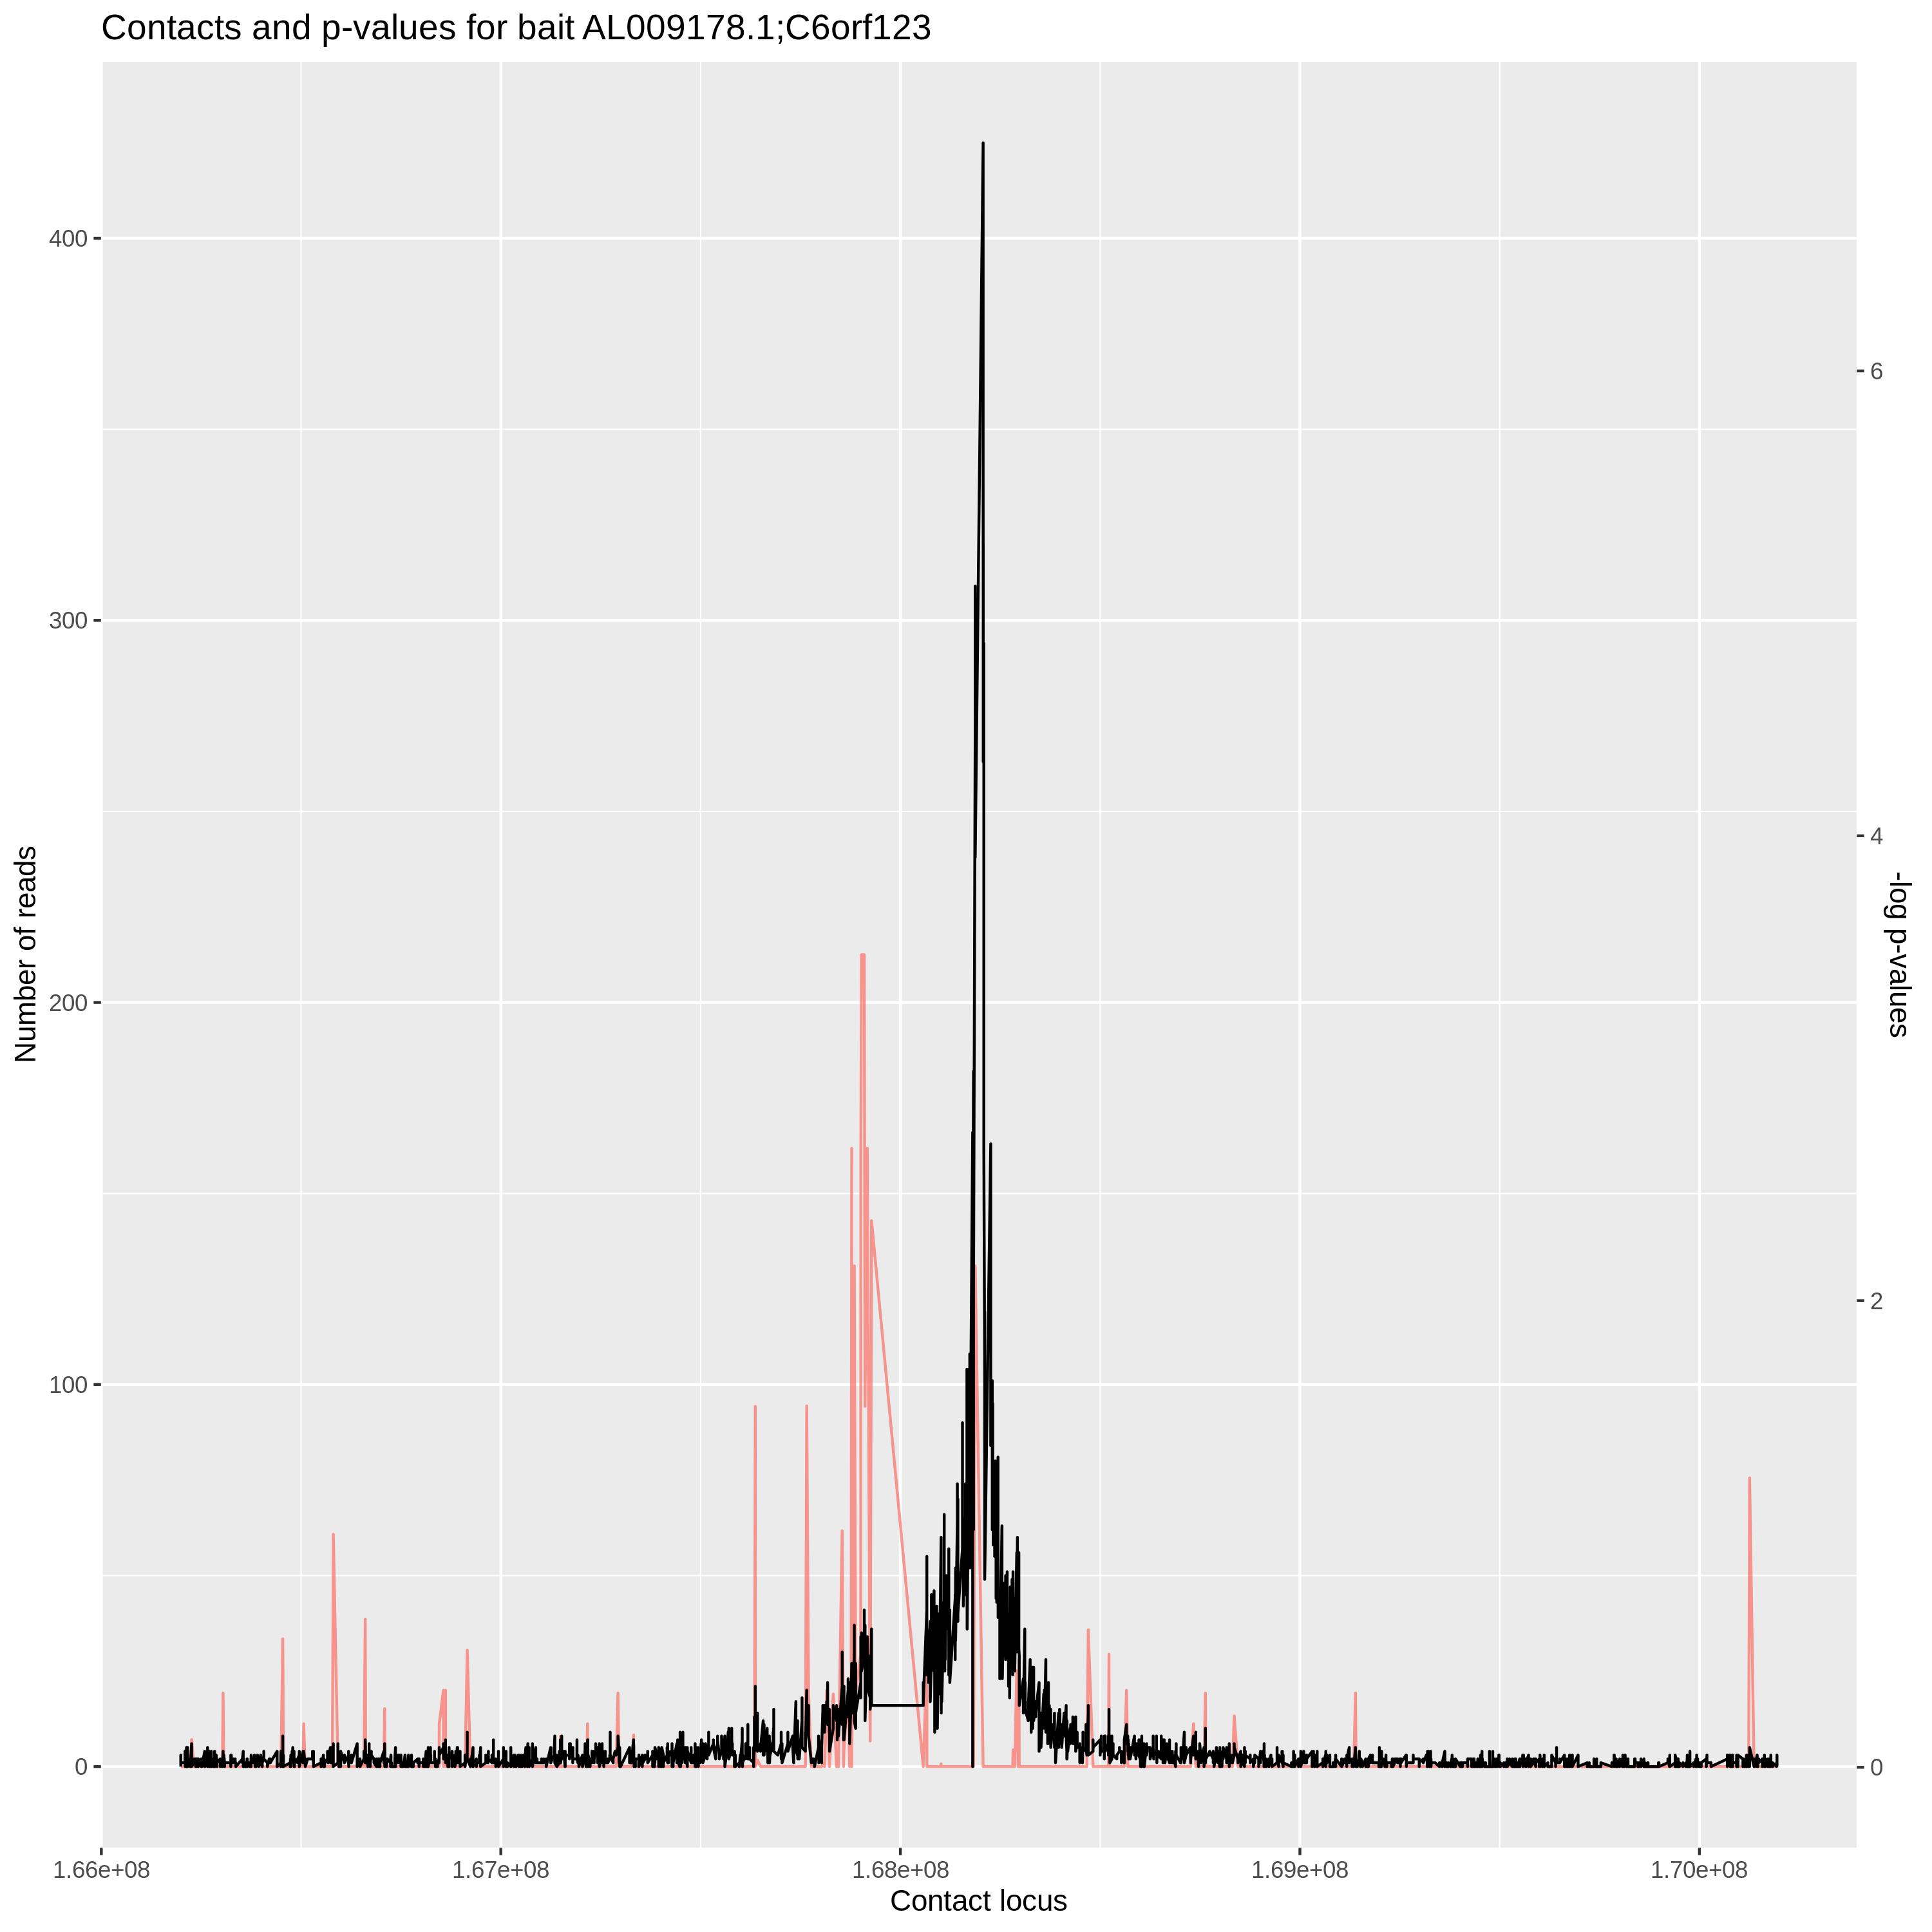 Contacts and p-values for bait AL009178.1;C6orf123
400
300
200
100
0
Number of reads
6
4
2
0
-log p-values
1.66e+08
1.67e+08
1.68e+08
1.69e+08
1.70e+08
Contact locus